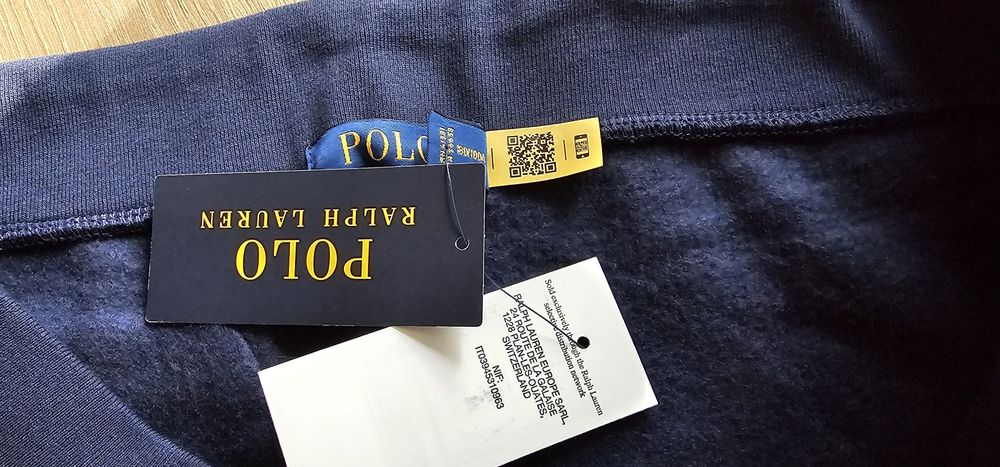 POLO
POLO
RALPH LAUREN
Sold exclusively through the Ralph Lauren
selective distribution network
RALPH LAUREN EUROPE SARL,
24 ROUTE DE LA GALAISE
1228 PLAN-LES-OUATES,
SWITZERLAND
NIF:
IT03945310963